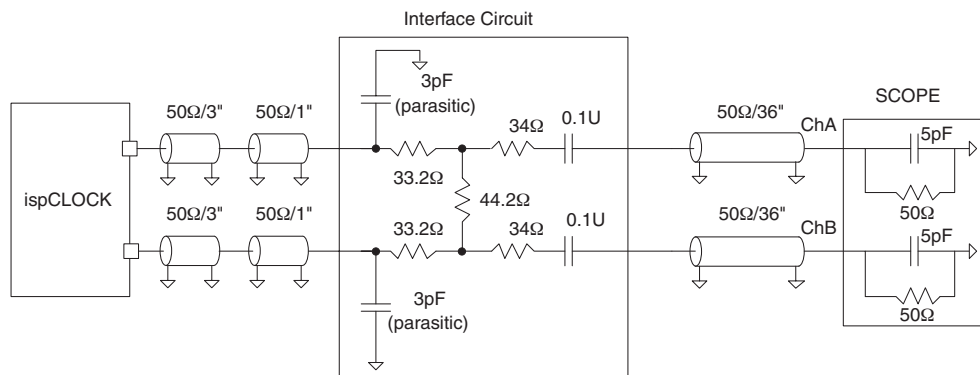 Interface Circuit
3pF
(parasitic)
50Ω/3"
50Ω/1"
34Ω
0.1U
50Ω/36"
ChA
SCOPE
5pF
33.2Ω
50Ω
ispCLOCK
44.2Ω
50Ω/3"
50Ω/1"
33.2Ω
34Ω
0.1U
50Ω/36"
ChB
5pF
3pF
(parasitic)
50Ω